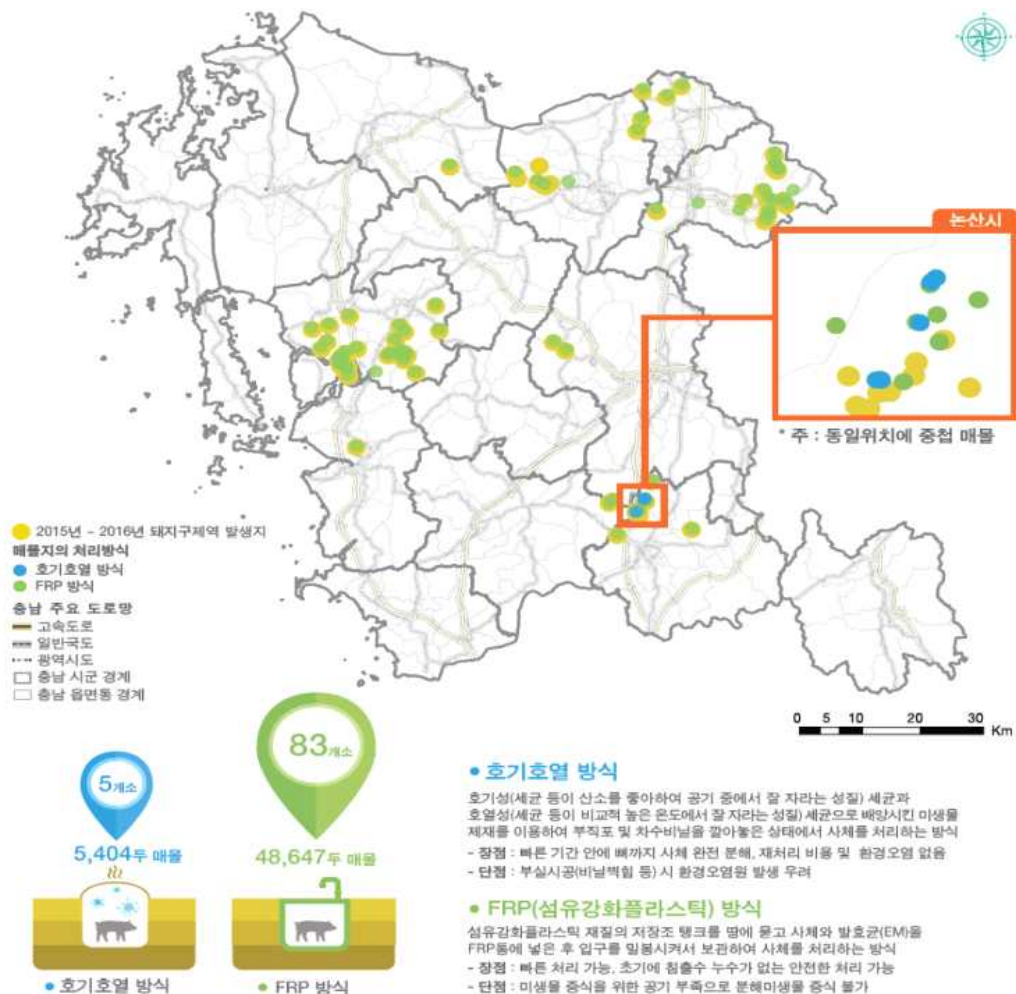 논산시
* 주 : 동일위치에 중첩 매몰
2015년 - 2016년 돼지구제역 발생지
매몰지의 처리방식
호기호열 방식
FRP 방식
충남 주요 도로망
고속도로
일반국도
광역시도
충남 시군 경계
충남 읍면동 경계
0 5 10 20 30
Km
5개소
5,404두 매몰
• 호기호열 방식
83개소
48,647두 매몰
• FRP 방식
• 호기호열 방식
호기성(세균 등이 산소를 좋아하여 공기 중에서 잘 자라는 성질) 세균과
호열성(세균 등이 비교적 높은 온도에서 잘 자라는 성질) 세균으로 배양시킨 미생물
제재를 이용하여 부직포 및 차수비닐을 깔아놓은 상태에서 사체를 처리하는 방식
- 장점 : 빠른 기간 안에 뼈까지 사체 완전 분해, 재처리 비용 및 환경오염 없음
- 단점 : 부실시공(비닐찍힘 등) 시 환경오염원 발생 우려
• FRP(섬유강화플라스틱) 방식
섬유강화플라스틱 재질의 저장조 탱크를 땅에 묻고 사체와 발효균(EM)을
FRP통에 넣은 후 입구를 밀봉시켜서 보관하여 사체를 처리하는 방식
- 장점 : 빠른 처리 가능, 초기에 침출수 누수가 없는 안전한 처리 가능
- 단점 : 미생물 증식을 위한 공기 부족으로 분해미생물 증식 불가